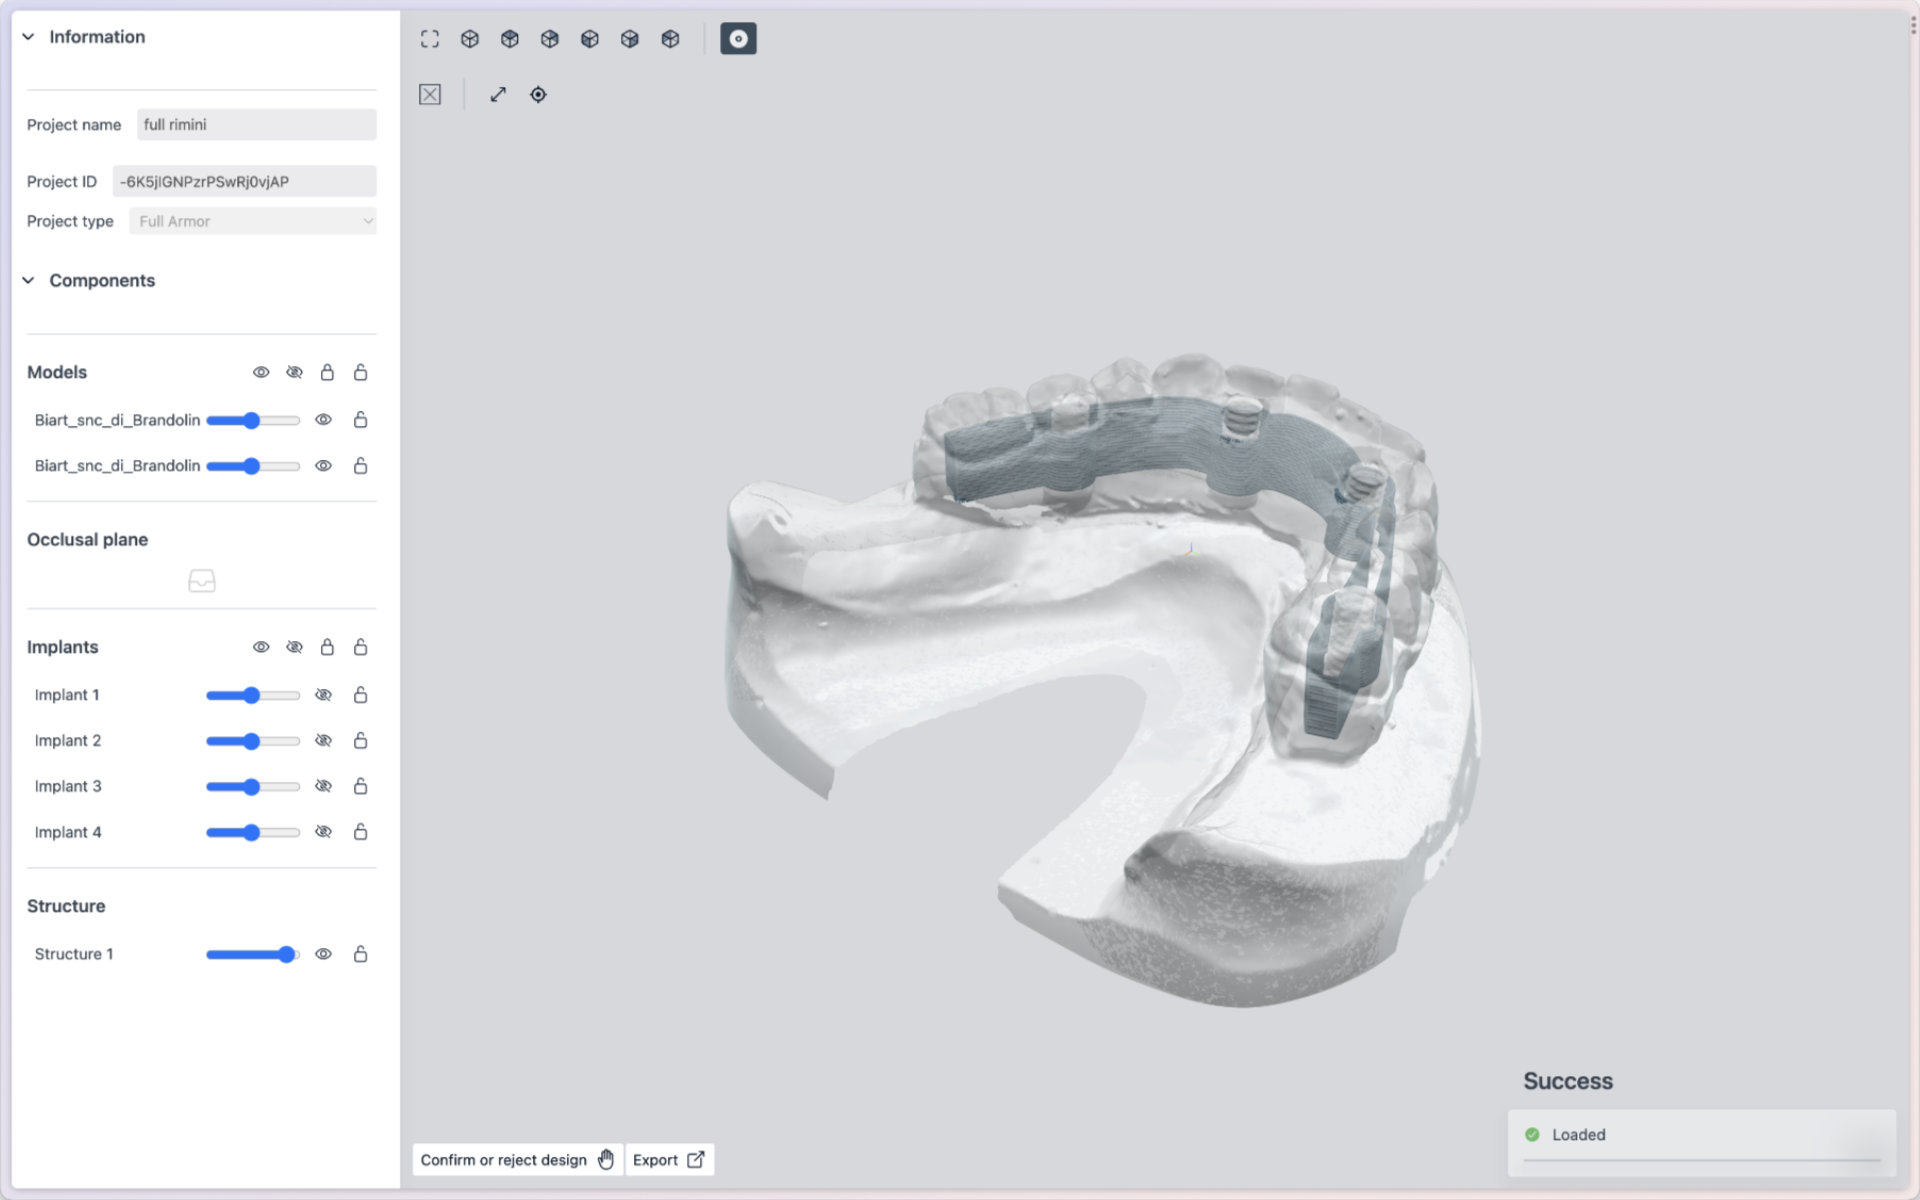 Information
Project name
full rimini
Project ID
-6K5jIGNPzrPSwRj0vjAP
Project type
Full Armor
Components
Models
Biart_snc_di_Brandolin
Biart_snc_di_Brandolin
Occlusal plane
Implants
Implant 1
Implant 2
Implant 3
Implant 4
Structure
Structure 1
Confirm or reject design
Export
Success
Loaded